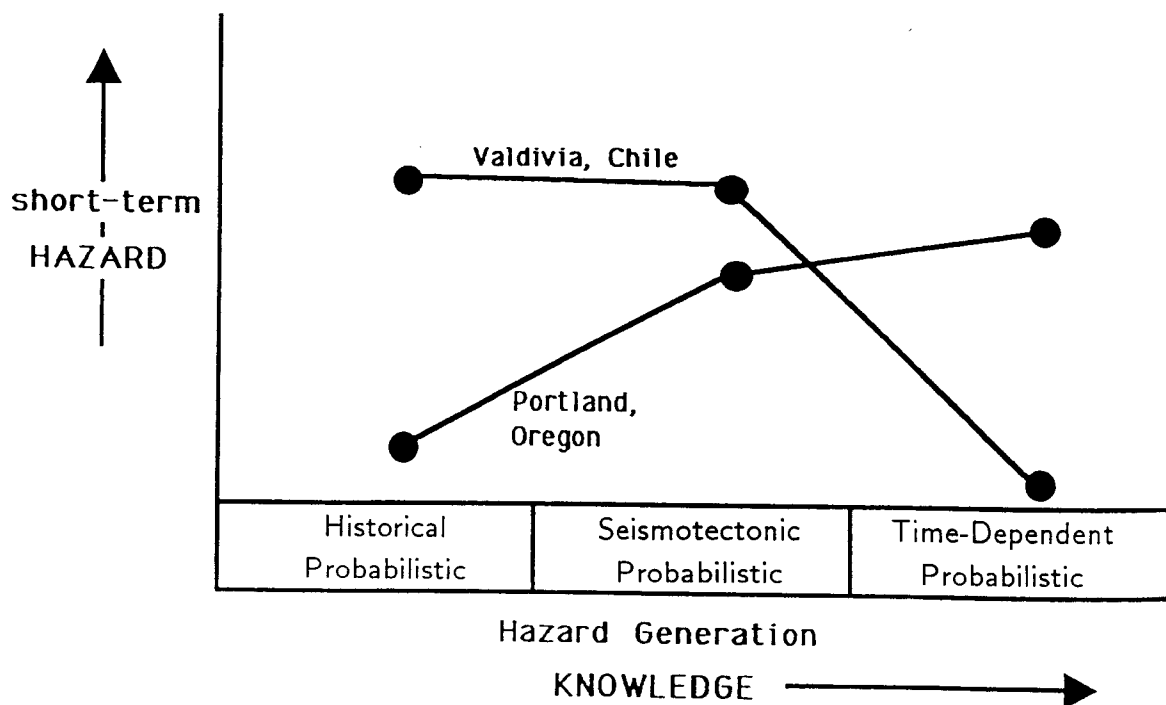 short-term
HAZARD
Valdivia, Chile
Portland,
Oregon
Historical
Probabilistic
Seismotectonic
Probabilistic
Time-Dependent
Probabilistic
Hazard Generation
KNOWLEDGE